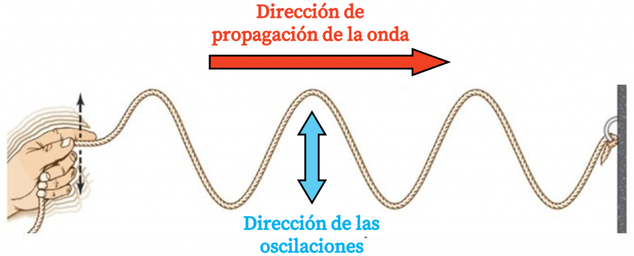 Dirección de
propagación de la onda
Dirección de las
oscilaciones